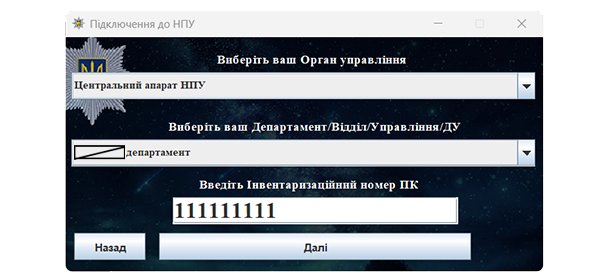 Підключення до НПУ
Виберіть ваш Орган управління
Центральний апарат НПУ
Виберіть ваш Департамент/Відділ/Управління/ДУ
департамент
Введіть Інвентаризаційний номер ПК
111111111
Назад
Далі